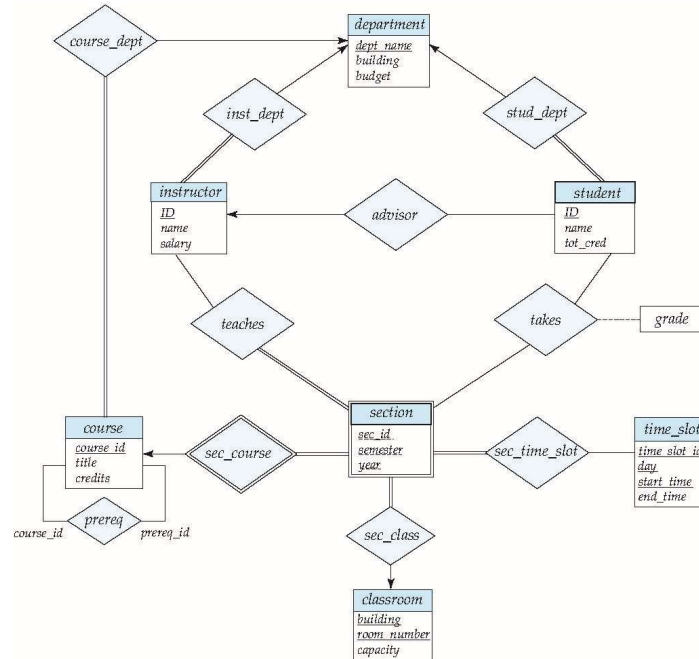 department
dept_name
building
budget
course_dept
inst_dept
stud_dept
instructor
ID
name
salary
advisor
student
ID
name
tot_cred
teaches
takes
grade
course
course_id
title
credits
sec_course
section
sec_id
semester
year
sec_time_slot
time_slot
time_slot_id
day
start_time
end_time
course_id
prereq
prereq_id
sec_class
classroom
building
room_number
capacity